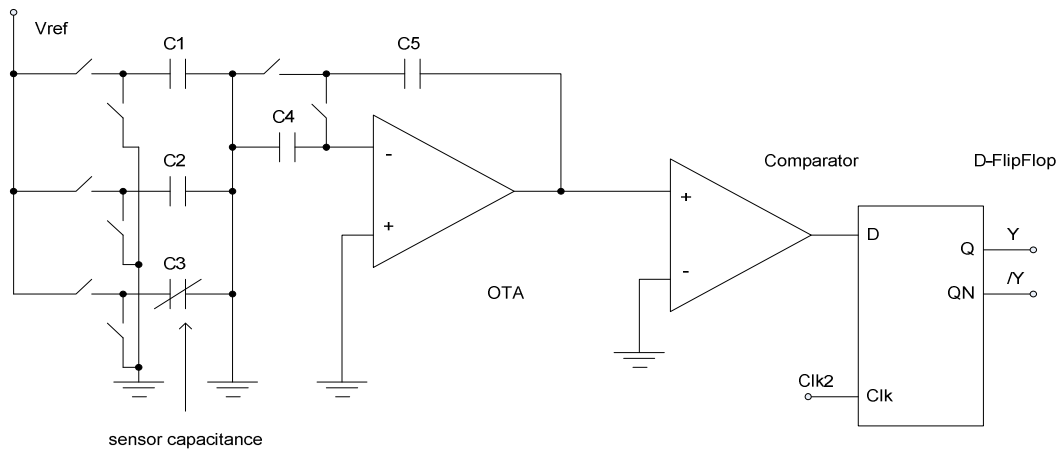 Vref
C1
C5
C4
-
+
C2
C3
OTA
Comparator
+
-
D-FlipFlop
D
Q
Y
QN
/Y
Clk2
Clk
sensor capacitance